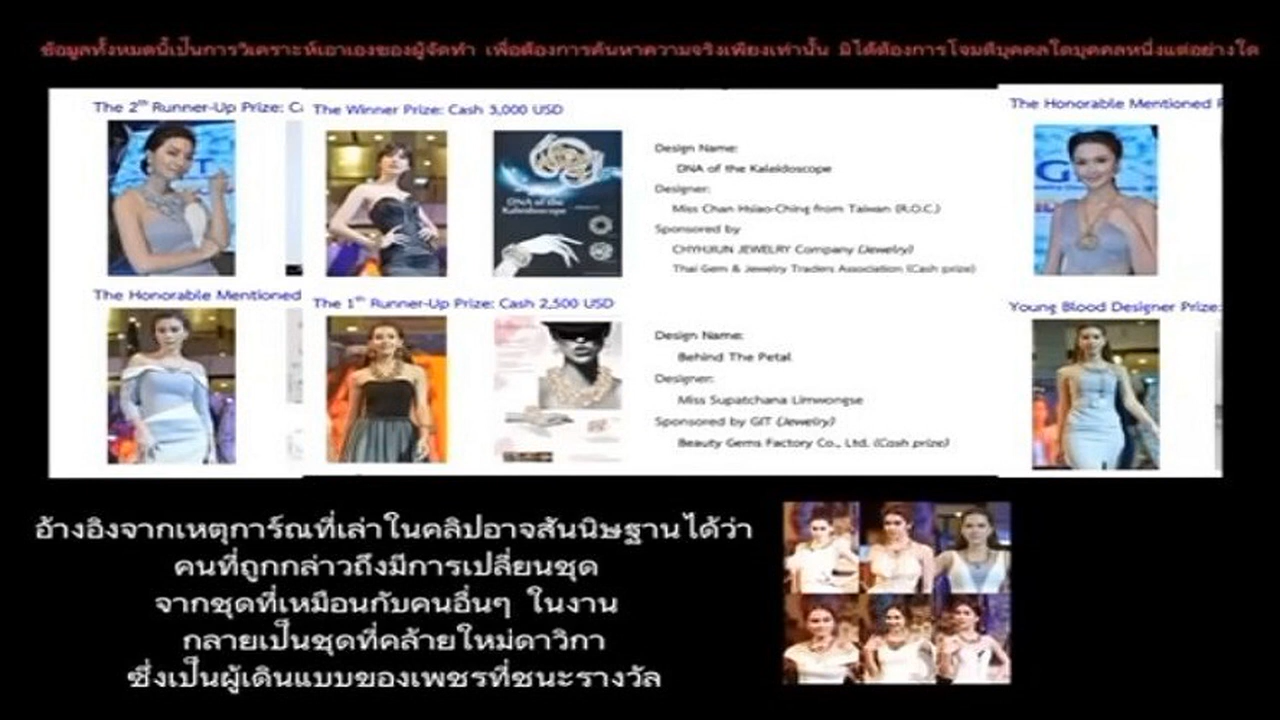 ข้อมูลทั้งหมดนี้เป็นการวิเคราะห์เอาเองของผู้จัดทำ เพื่อต้องการค้นหาความจริงเพียงเท่านั้น มิได้ต้องการโจมตีบุคคลใดบุคคลหนึ่งแต่อย่างใด
The 2th Runner-Up Prize: C
The Winner Prize: Cash 3,000 USD
The Honorable Mentioned
Design Name:
DNA of the Kaleidoscope
Designer:
Miss Chan Hsiao-Ching from Taiwan (R.O.C.)
Sponsored by
CHYHJIUN JEWELRY Company (Jewelry)
Thai Gem & Jewelry Traders Association (Cash prize)
DNA of the
Kaleidoscope
The Honorable Mentioned
The 1th Runner-Up Prize: Cash 2,500 USD
Young Blood Designer Prize:
Design Name:
Behind The Petal
Designer:
Miss Supatchana Limwongse
Sponsored by GIT (Jewelry)
Beauty Gems Factory Co., Ltd. (Cash prize)
อ้างอิงจากเหตุการ์ณที่เล่าในคลิปอาจสันนิษฐานได้ว่า
คนที่ถูกกล่าวถึงมีการเปลี่ยนชุด
จากชุดที่เหมือนกับคนอื่นๆ ในงาน
กลายเป็นชุดที่คล้ายใหม่ดาวิกา
ซึ่งเป็นผู้เดินแบบของเพชรที่ชนะรางวัล